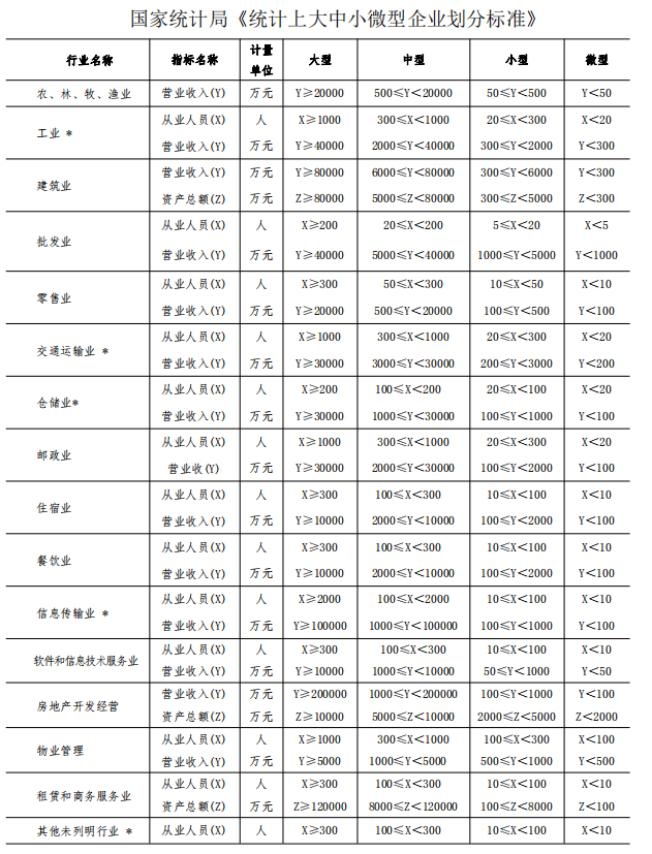 国家统计局《统计上大中小微型企业划分标准》
行业名称 指标名称 计量单位 大型 中型 小型 微型
农、林、牧、渔业 营业收入(Y) 万元 Y≥20000 500≤Y<20000 50≤Y<500 Y<50
工业 * 从业人员(X) 人 X≥1000 300≤X<1000 20≤X<300 X<20
营业收入(Y) 万元 Y≥40000 2000≤Y<40000 300≤Y<2000 Y<300
建筑业 营业收入(Y) 万元 Y≥80000 6000≤Y<80000 300≤Y<6000 Y<300
资产总额(Z) 万元 Z≥80000 5000≤Z<80000 300≤Z<5000 Z<300
批发业 从业人员(X) 人 X≥200 20≤X<200 5≤X<20 X<5
营业收入(Y) 万元 Y≥40000 5000≤Y<40000 1000≤Y<5000 Y<1000
零售业 从业人员(X) 人 X≥300 50≤X<300 10≤X<50 X<10
营业收入(Y) 万元 Y≥20000 500≤Y<20000 100≤Y<500 Y<100
交通运输业 * 从业人员(X) 人 X≥1000 300≤X<1000 20≤X<300 X<20
营业收入(Y) 万元 Y≥30000 3000≤Y<30000 200≤Y<3000 Y<200
仓储业* 从业人员(X) 人 X≥200 100≤X<200 20≤X<100 X<20
营业收入(Y) 万元 Y≥30000 1000≤Y<30000 100≤Y<1000 Y<100
邮政业 从业人员(X) 人 X≥1000 300≤X<1000 20≤X<300 X<20
营业收(Y) 万元 Y≥30000 2000≤Y<30000 100≤Y<2000 Y<100
住宿业 从业人员(X) 人 X≥300 100≤X<300 10≤X<100 X<10
营业收入(Y) 万元 Y≥10000 2000≤Y<10000 100≤Y<2000 Y<100
餐饮业 从业人员(X) 人 X≥300 100≤X<300 10≤X<100 X<10
营业收入(Y) 万元 Y≥10000 2000≤Y<10000 100≤Y<2000 Y<100
信息传输业 * 从业人员(X) 人 X≥2000 100≤X<2000 10≤X<100 X<10
营业收入(Y) 万元 Y≥100000 1000≤Y<100000 100≤Y<1000 Y<100
软件和信息技术服务业 从业人员(X) 人 X≥300 100≤X<300 10≤X<100 X<10
营业收入(Y) 万元 Y≥10000 1000≤Y<10000 50≤Y<1000 Y<50
房地产开发经营 营业收入(Y) 万元 Y≥200000 1000≤Y<200000 100≤Y<1000 Y<100
资产总额(Z) 万元 Z≥10000 5000≤Z<10000 2000≤Z<5000 Z<2000
物业管理 从业人员(X) 人 X≥1000 300≤X<1000 100≤X<300 X<100
营业收入(Y) 万元 Y≥5000 1000≤Y<5000 500≤Y<1000 Y<500
租赁和商务服务业 从业人员(X) 人 X≥300 100≤X<300 10≤X<100 X<10
资产总额(Z) 万元 Z≥120000 8000≤Z<120000 100≤Z<8000 Z<100
其他未列明行业 * 从业人员(X) 人 X≥300 100≤X<300 10≤X<100 X<10